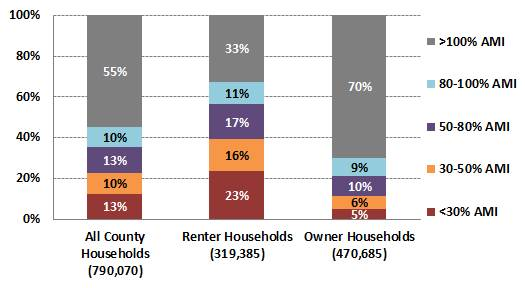 100%
80%
60%
40%
20%
0%
55%
10%
13%
10%
13%
33%
11%
17%
16%
23%
70%
9%
10%
6%
5%
All County
Households
(790,070)
Renter Households
(319,385)
Owner Households
(470,685)
>100% AMI
80-100% AMI
50-80% AMI
30-50% AMI
<30% AMI